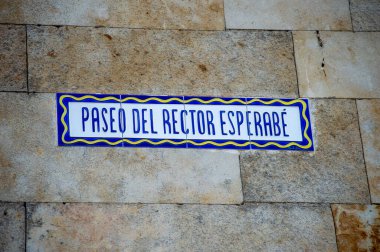 PASEO DEL RECTOR ESPERABÉ